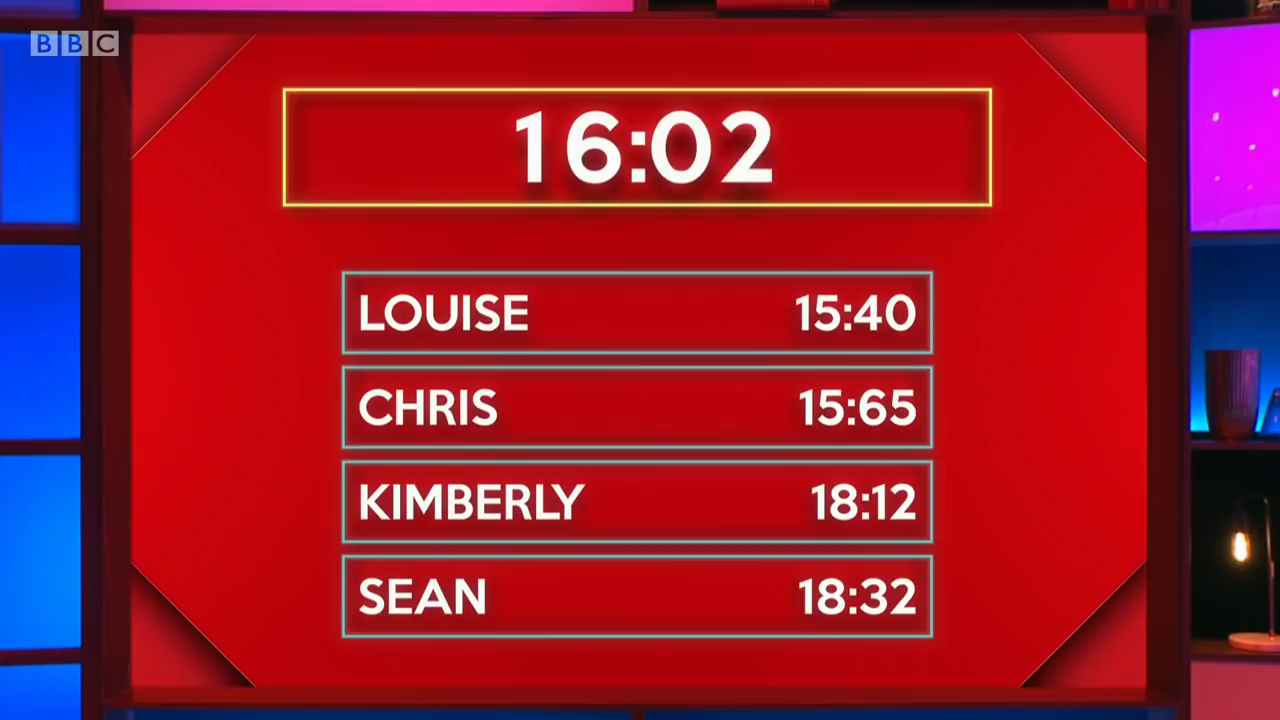 BBC
16:02
LOUISE 15:40
CHRIS 15:65
KIMBERLY 18:12
SEAN 18:32